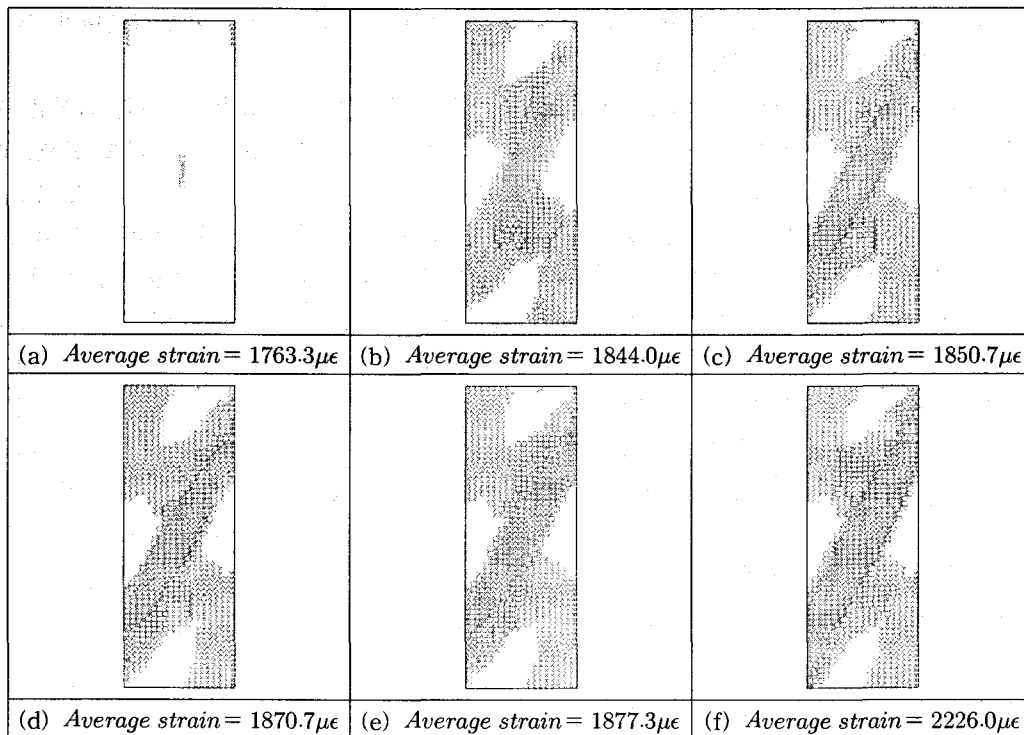 (a) Average strain = 1763.3με
(b) Average strain = 1844.0με
(c) Average strain = 1850.7με
(d) Average strain = 1870.7με
(e) Average strain = 1877.3με
(f) Average strain = 2226.0με